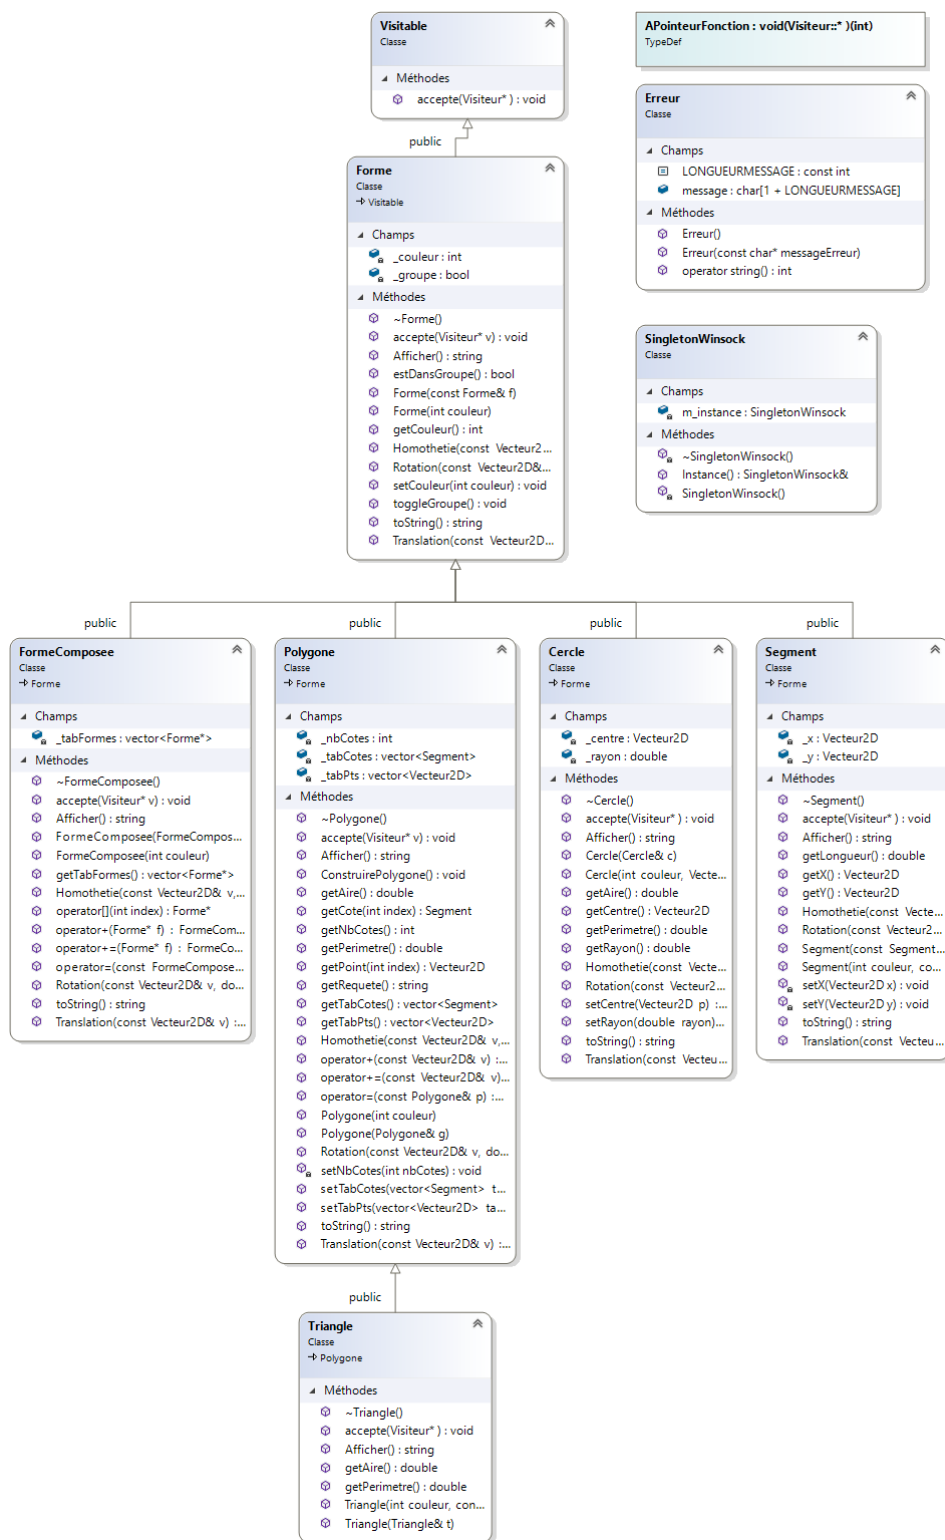 Visitable
Classe
Méthodes
accepte(Visiteur* ) : void
APointeurFonction : void(Visiteur::* )(int)
TypeDef
Erreur
Classe
Champs
LONGUEURMESSAGE : const int
message : char[1 + LONGUEURMESSAGE]
Méthodes
Erreur()
Erreur(const char* messageErreur)
operator string() : int
public
Forme
Classe
Visitable
Champs
_couleur : int
_groupe : bool
Méthodes
~Forme()
accepte(Visiteur* v) : void
Afficher() : string
estDansGroupe() : bool
Forme(const Forme& f)
Forme(int couleur)
getCouleur() : int
Homothetie(const Vecteur2...
Rotation(const Vecteur2D&...
setCouleur(int couleur) : void
toggleGroupe() : void
toString() : string
Translation(const Vecteur2D...
SingletonWinsock
Classe
Champs
m_instance : SingletonWinsock
Méthodes
~SingletonWinsock()
Instance() : SingletonWinsock&
SingletonWinsock()
public
public
public
public
FormeComposee
Classe
Forme
Champs
_tabFormes : vector<Forme*>
Méthodes
~FormeComposee()
accepte(Visiteur* v) : void
Afficher() : string
FormeComposee(FormeCompos...
FormeComposee(int couleur)
getTabFormes() : vector<Forme*>
Homothetie(const Vecteur2D& v,...
operator[](int index) : Forme*
operator+(Forme* f) : FormeCom...
operator+=(Forme* f) : FormeCo...
operator=(const FormeCompose...
Rotation(const Vecteur2D& v, do...
toString() : string
Translation(const Vecteur2D& v) :...
Polygone
Classe
Forme
Champs
_nbCotes : int
_tabCotes : vector<Segment>
_tabPts : vector<Vecteur2D>
Méthodes
~Polygone()
accepte(Visiteur* v) : void
Afficher() : string
ConstruirePolygone() : void
getAire() : double
getCote(int index) : Segment
getNbCotes() : int
getPerimetre() : double
getPoint(int index) : Vecteur2D
getRequete() : string
getTabCotes() : vector<Segment>
getTabPts() : vector<Vecteur2D>
Homothetie(const Vecteur2D& v,...
operator+(const Vecteur2D& v) :...
operator+=(const Vecteur2D& v)...
operator=(const Polygone& p) :...
Polygone(int couleur)
Polygone(Polygone& g)
Rotation(const Vecteur2D& v, do...
setNbCotes(int nbCotes) : void
setTabCotes(vector<Segment> t...
setTabPts(vector<Vecteur2D> ta...
toString() : string
Translation(const Vecteur2D& v) :...
Cercle
Classe
Forme
Champs
_centre : Vecteur2D
_rayon : double
Méthodes
~Cercle()
accepte(Visiteur* ) : void
Afficher() : string
Cercle(Cercle& c)
Cercle(int couleur, Vecte...
getAire() : double
getCentre() : Vecteur2D
getPerimetre() : double
getRayon() : double
Homothetie(const Vecte...
Rotation(const Vecteur2...
setCentre(Vecteur2D p) :...
setRayon(double rayon)...
toString() : string
Translation(const Vecteu...
Segment
Classe
Forme
Champs
_x : Vecteur2D
_y : Vecteur2D
Méthodes
~Segment()
accepte(Visiteur* ) : void
Afficher() : string
getLongueur() : double
getX() : Vecteur2D
getY() : Vecteur2D
Homothetie(const Vecte...
Rotation(const Vecteur2...
Segment(const Segment...
Segment(int couleur, co...
setX(Vecteur2D x) : void
setY(Vecteur2D y) : void
toString() : string
Translation(const Vecteu...
public
Triangle
Classe
Polygone
Méthodes
~Triangle()
accepte(Visiteur* ) : void
Afficher() : string
getAire() : double
getPerimetre() : double
Triangle(int couleur, con...
Triangle(Triangle& t)